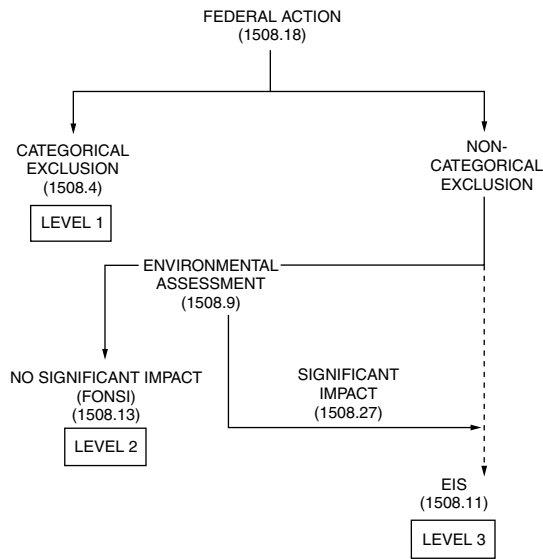 FEDERAL ACTION
(1508.18)
CATEGORICAL
EXCLUSION
(1508.4)
LEVEL 1
NON-
CATEGORICAL
EXCLUSION
ENVIRONMENTAL
ASSESSMENT
(1508.9)
NO SIGNIFICANT IMPACT
(FONSI)
(1508.13)
LEVEL 2
SIGNIFICANT
IMPACT
(1508.27)
EIS
(1508.11)
LEVEL 3